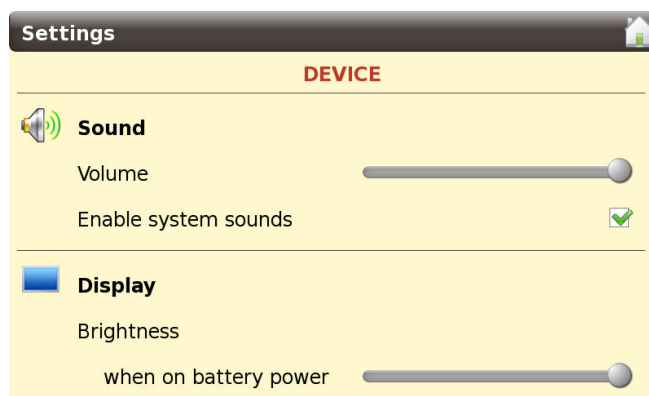 Settings
DEVICE
Sound
Volume
Enable system sounds
Display
Brightness
when on battery power